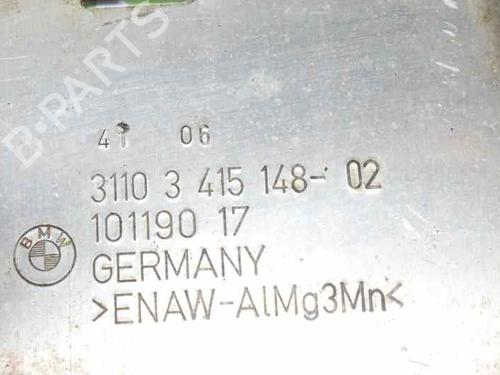 B-PARTS
41 06
3110 3 415 148- 02
101190 17
BMW
GERMANY
>ENAW-AlMg3Mn<